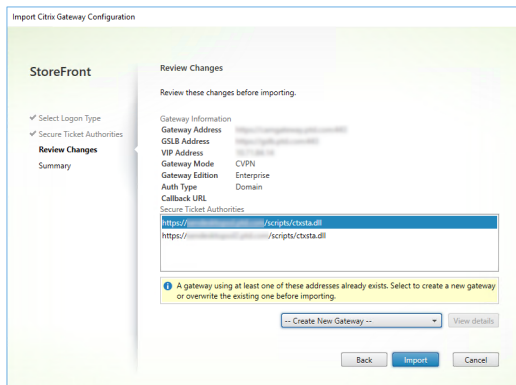 Import Citrix Gateway Configuration
StoreFront
Select Logon Type
Secure Ticket Authorities
Review Changes
Summary
Review Changes
Review these changes before importing.
Gateway Information
Gateway Address
GSLB Address
VIP Address
Gateway Mode CVPN
Gateway Edition Enterprise
Auth Type Domain
Callback URL
Secure Ticket Authorities
https:// /scripts/ctxsta.dll
https:// /scripts/ctxsta.dll
A gateway using at least one of these addresses already exists. Select to create a new gateway
or overwrite the existing one before importing.
-- Create New Gateway -- View details
Back Import Cancel